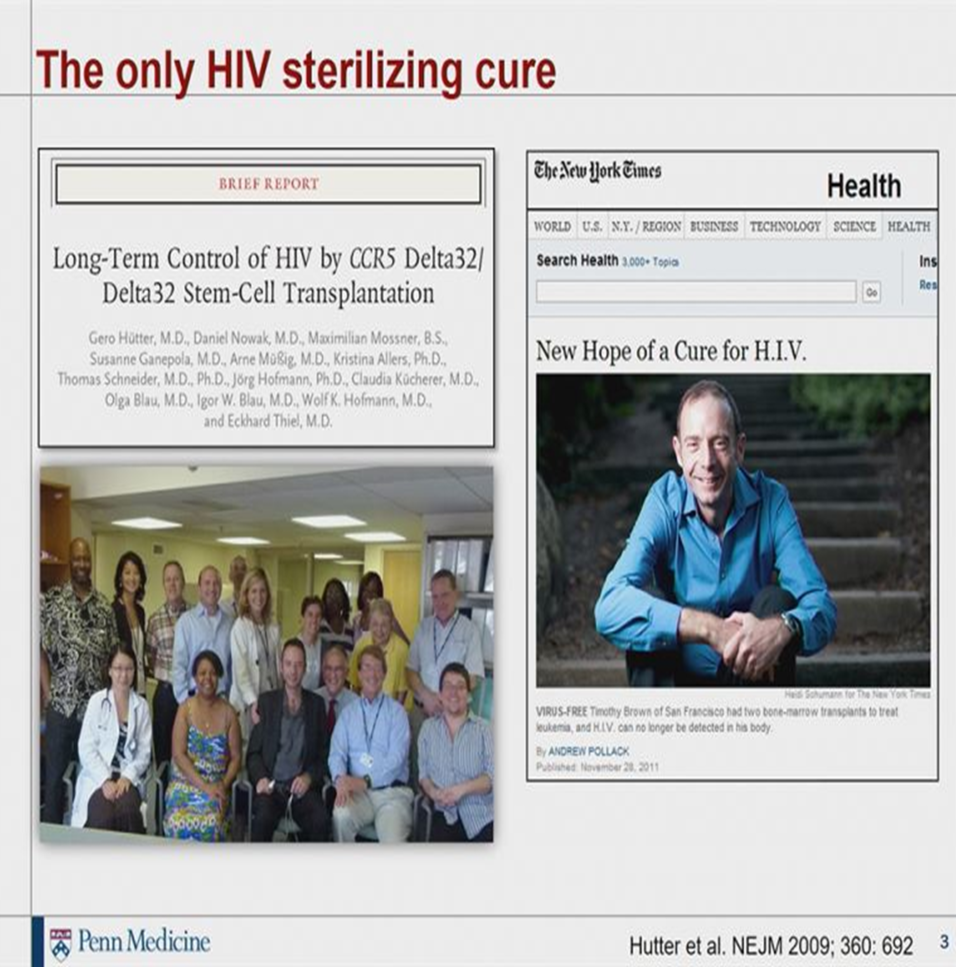 The only HIV sterilizing cure
BRIEF REPORT
Long-Term Control of HIV by CCR5 Delta32/
Delta32 Stem-Cell Transplantation
Gero Hütter, M.D., Daniel Nowak, M.D., Maximilian Mossner, B.S.,
Susanne Ganepola, M.D., Arne Müßig, M.D., Kristina Allers, Ph.D.,
Thomas Schneider, M.D., Ph.D., Jörg Hofmann, Ph.D., Claudia Kücherer, M.D.,
Olga Blau, M.D., Igor W. Blau, M.D., Wolf K. Hofmann, M.D.,
and Eckhard Thiel, M.D.
The New York Times
Health
WORLD U.S. N.Y. / REGION BUSINESS TECHNOLOGY SCIENCE HEALTH
Search Health 3,000+ Topics
Ins
Res
Go
New Hope of a Cure for H.I.V.
Heidi Schumann for The New York Times
VIRUS-FREE Timothy Brown of San Francisco had two bone-marrow transplants to treat
leukemia, and H.I.V. can no longer be detected in his body.
By ANDREW POLLACK
Published: November 28, 2011
Penn Medicine
Hutter et al. NEJM 2009; 360: 692
3